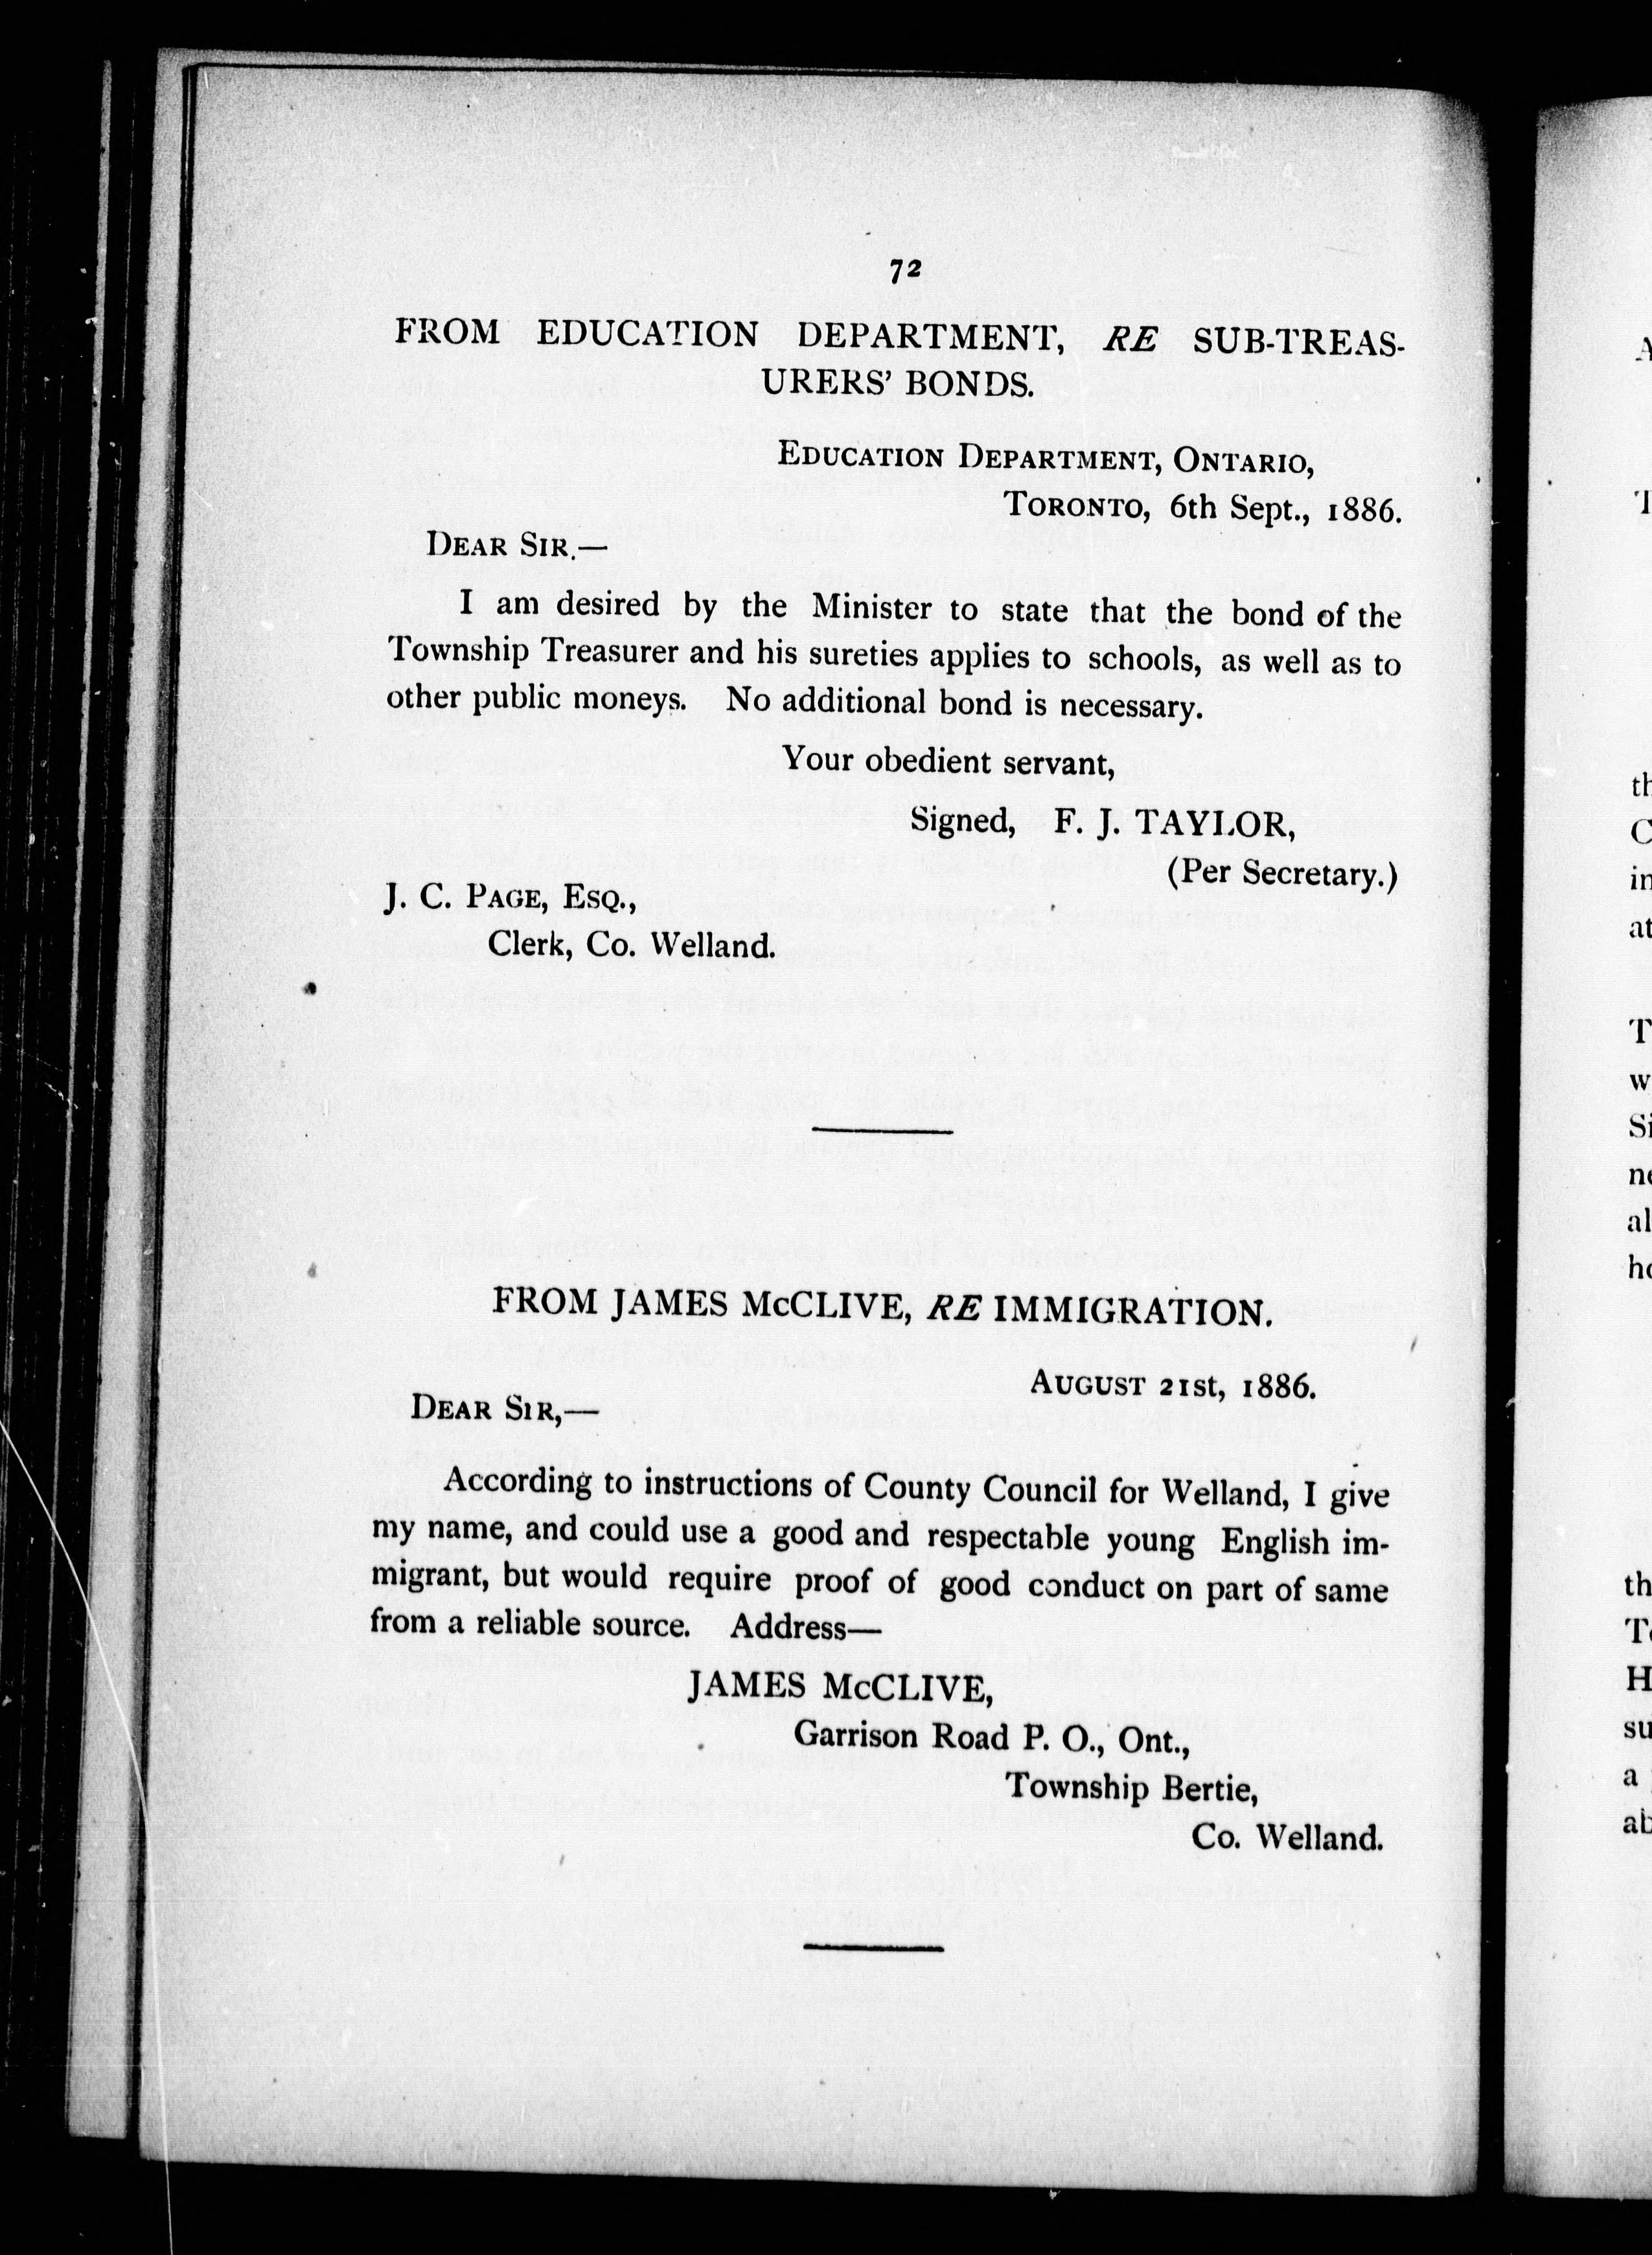 72
FROM EDUCATION DEPARTMENT, RE SUB-TREAS-
URERS' BONDS.
EDUCATION DEPARTMENT, ONTARIO,
TORONTO, 6th Sept., 1886.
DEAR SIR.—
I am desired by the Minister to state that the bond of the
Township Treasurer and his sureties applies to schools, as well as to
other public moneys. No additional bond is necessary.
Your obedient servant,
Signed, F. J. TAYLOR,
(Per Secretary.)
J. C. PAGE, ESQ.,
Clerk, Co. Welland.
FROM JAMES McCLIVE, RE IMMIGRATION.
AUGUST 21st, 1886.
DEAR SIR,—
According to instructions of County Council for Welland, I give
my name, and could use a good and respectable young English im-
migrant, but would require proof of good conduct on part of same
from a reliable source. Address—
JAMES McCLIVE,
Garrison Road P. O., Ont.,
Township Bertie,
Co. Welland.